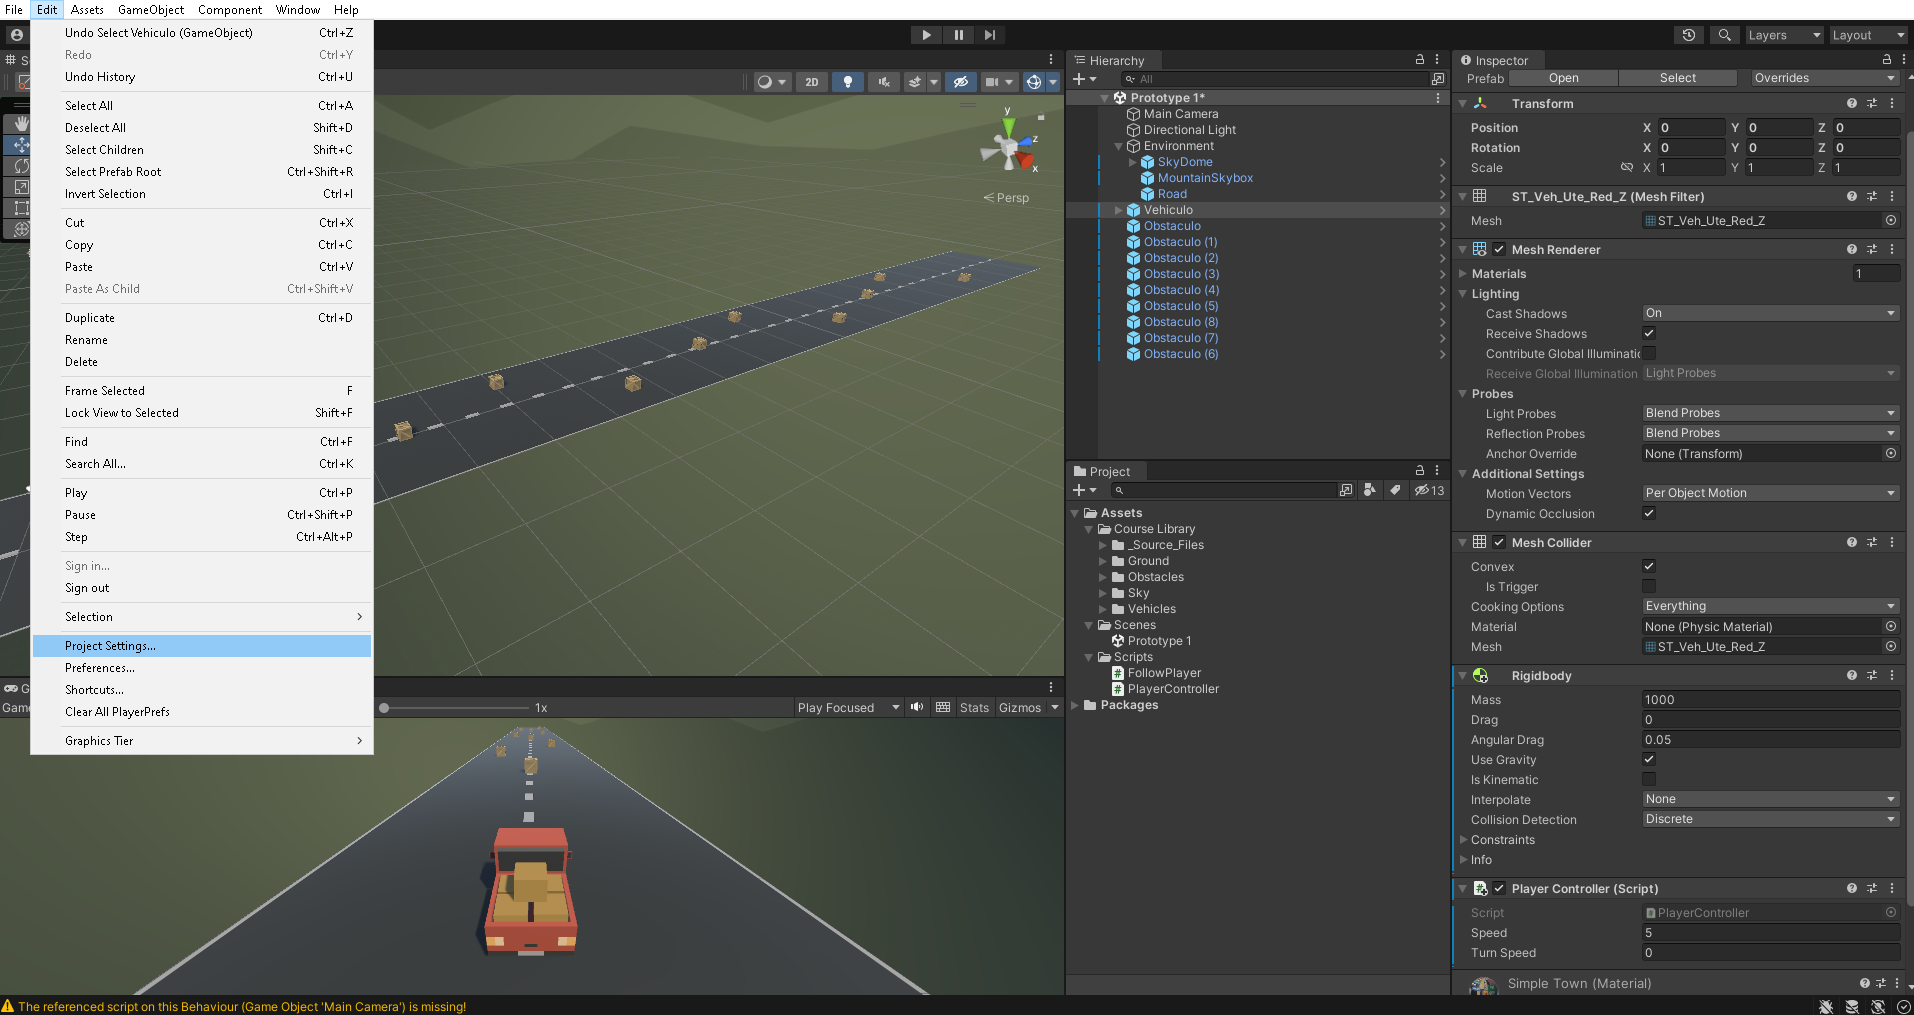 File Edit Assets GameObject Component Window Help
Undo Select Vehiculo (GameObject) Ctrl+Z
Redo Ctrl+Y
Undo History Ctrl+U
Select All Ctrl+A
Deselect All Shift+D
Select Children Shift+C
Select Prefab Root Ctrl+Shift+R
Invert Selection Ctrl+I
Cut Ctrl+X
Copy Ctrl+C
Paste Ctrl+V
Paste As Child Ctrl+Shift+V
Duplicate Ctrl+D
Rename
Delete
Frame Selected F
Lock View to Selected Shift+F
Find Ctrl+F
Search All... Ctrl+K
Play Ctrl+P
Pause Ctrl+Shift+P
Step Ctrl+Alt+P
Sign in...
Sign out
Selection
Project Settings...
Preferences...
Shortcuts...
Clear All PlayerPrefs
Graphics Tier
Layers Layout
2D
y
z
x
Persp
Game
1x Play Focused Stats Gizmos
Hierarchy
All
Prototype 1*
Main Camera
Directional Light
Environment
SkyDome
MountainSkybox
Road
Vehiculo
Obstaculo
Obstaculo (1)
Obstaculo (2)
Obstaculo (3)
Obstaculo (4)
Obstaculo (5)
Obstaculo (8)
Obstaculo (7)
Obstaculo (6)
Project
13
Assets
Course Library
_Source_Files
Ground
Obstacles
Sky
Vehicles
Scenes
Prototype 1
Scripts
FollowPlayer
PlayerController
Packages
Inspector
Prefab Open Select Overrides
Transform
Position X 0 Y 0 Z 0
Rotation X 0 Y 0 Z 0
Scale X 1 Y 1 Z 1
ST_Veh_Ute_Red_Z (Mesh Filter)
Mesh ST_Veh_Ute_Red_Z
Mesh Renderer
Materials 1
Lighting
Cast Shadows On
Receive Shadows
Contribute Global Illuminatic
Receive Global Illumination Light Probes
Probes
Light Probes Blend Probes
Reflection Probes Blend Probes
Anchor Override None (Transform)
Additional Settings
Motion Vectors Per Object Motion
Dynamic Occlusion
Mesh Collider
Convex
Is Trigger
Cooking Options Everything
Material None (Physic Material)
Mesh ST_Veh_Ute_Red_Z
Rigidbody
Mass 1000
Drag 0
Angular Drag 0.05
Use Gravity
Is Kinematic
Interpolate None
Collision Detection Discrete
Constraints
Info
Player Controller (Script)
Script PlayerController
Speed 5
Turn Speed 0
Simple Town (Material)
The referenced script on this Behaviour (Game Object 'Main Camera') is missing!